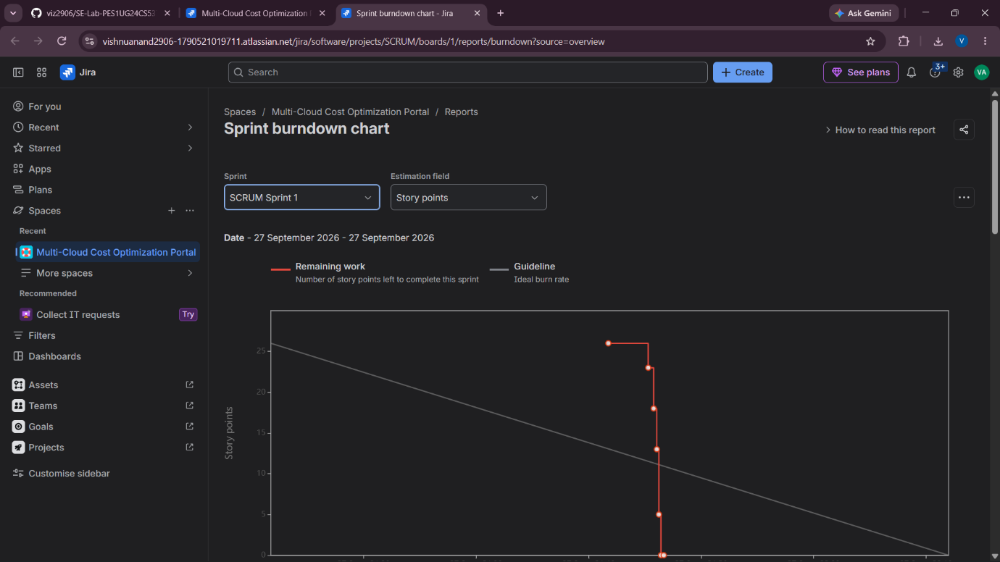 viz2906/SE-Lab-PES1UG24CS53
Multi-Cloud Cost Optimization
Sprint burndown chart - Jira
Ask Gemini
vishnuanand2906-1790521019711.atlassian.net/jira/software/projects/SCRUM/boards/1/reports/burndown?source=overview
V
Jira
Search
+ Create
See plans
3+
VA
For you
Recent
Starred
Apps
Plans
Spaces
Recent
Multi-Cloud Cost Optimization Portal
More spaces
Recommended
Collect IT requests
Try
Filters
Dashboards
Assets
Teams
Goals
Projects
Customise sidebar
Spaces / Multi-Cloud Cost Optimization Portal / Reports
Sprint burndown chart
How to read this report
Sprint
Estimation field
SCRUM Sprint 1
Story points
Date - 27 September 2026 - 27 September 2026
Remaining work
Number of story points left to complete this sprint
Guideline
Ideal burn rate
Story points
25
20
15
10
5
0